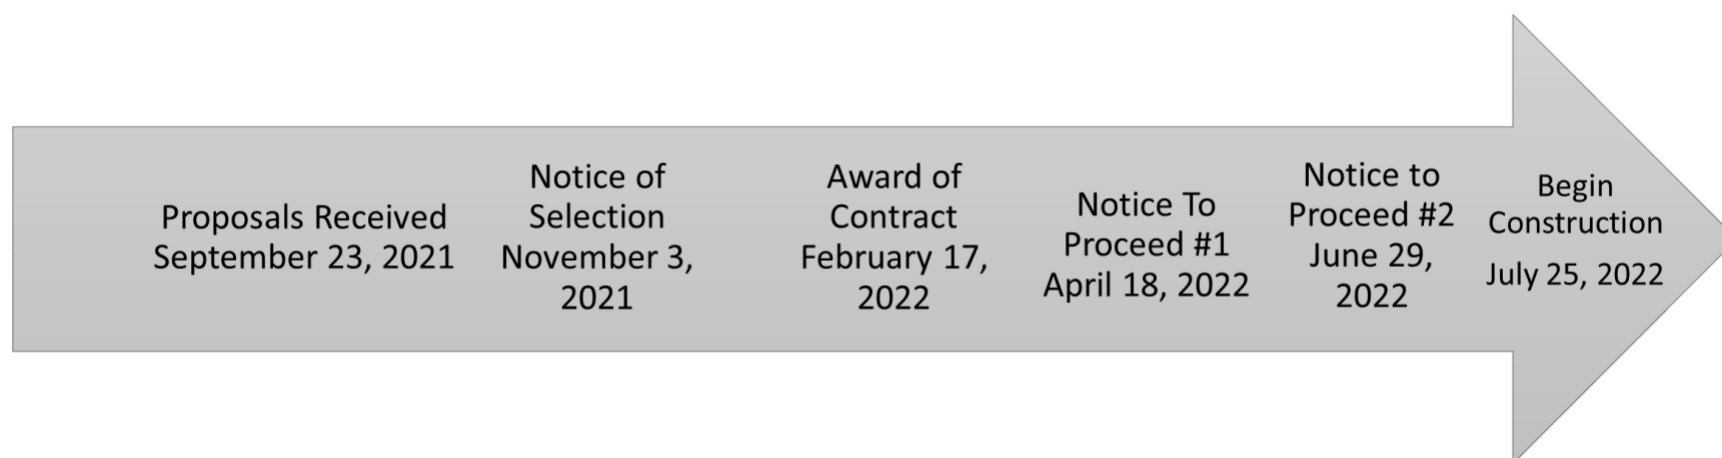 Proposals Received
September 23, 2021
Notice of
Selection
November 3,
2021
Award of
Contract
February 17,
2022
Notice To
Proceed #1
April 18, 2022
Notice to
Proceed #2
June 29,
2022
Begin
Construction
July 25, 2022